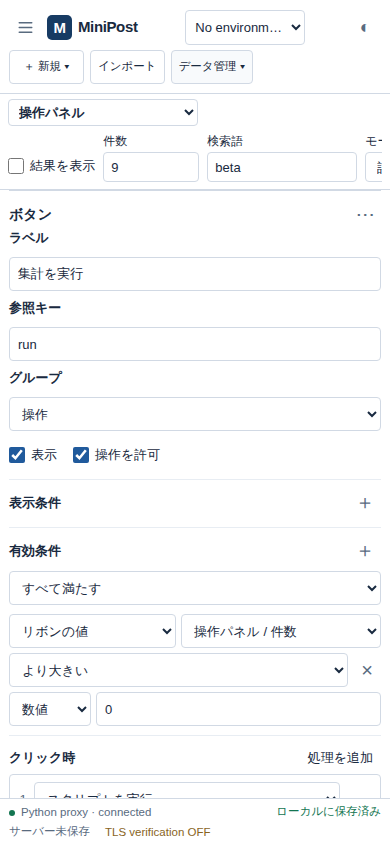 M MiniPost No environm…
＋ 新規 ▾ インポート データ管理 ▾
操作パネル
件数 検索語
結果を表示 9 beta
ボタン …
ラベル
集計を実行
参照キー
run
グループ
操作
表示 操作を許可
表示条件 ＋
有効条件 ＋
すべて満たす
リボンの値 操作パネル / 件数
より大きい ×
数値 0
クリック時 処理を追加
Python proxy · connected ローカルに保存済み
サーバー未保存 TLS verification OFF